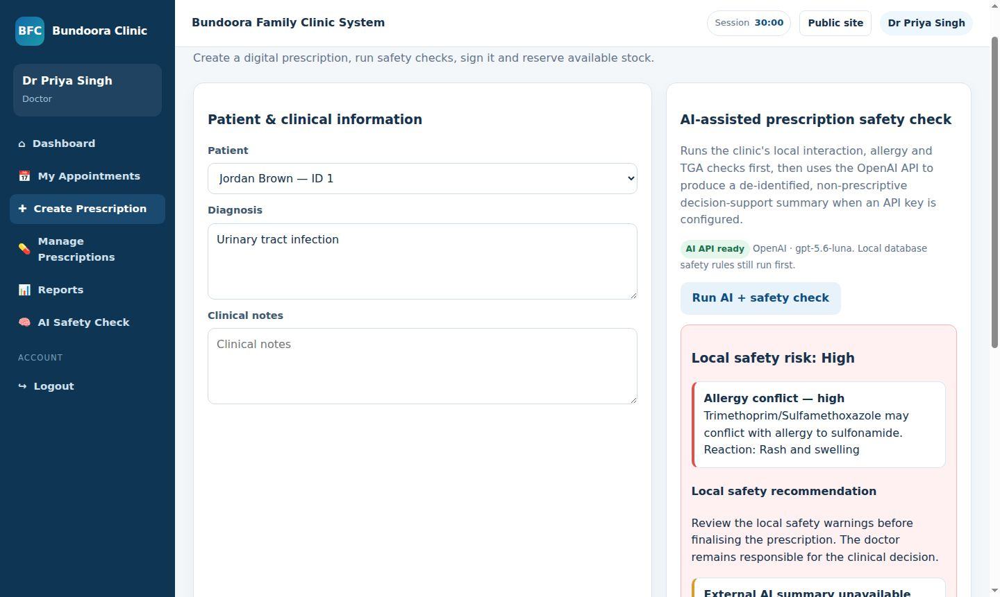 BFC Bundoora Clinic
Dr Priya Singh
Doctor
Dashboard
My Appointments
Create Prescription
Manage
Prescriptions
Reports
AI Safety Check
ACCOUNT
Logout
Bundoora Family Clinic System
Session 30:00
Public site
Dr Priya Singh
Create a digital prescription, run safety checks, sign it and reserve available stock.
Patient & clinical information
Patient
Jordan Brown — ID 1
Diagnosis
Urinary tract infection
Clinical notes
Clinical notes
AI-assisted prescription safety check
Runs the clinic's local interaction, allergy and
TGA checks first, then uses the OpenAI API to
produce a de-identified, non-prescriptive
decision-support summary when an API key is
configured.
AI API ready OpenAI · gpt-5.6-luna. Local database
safety rules still run first.
Run AI + safety check
Local safety risk: High
Allergy conflict — high
Trimethoprim/Sulfamethoxazole may
conflict with allergy to sulfonamide.
Reaction: Rash and swelling
Local safety recommendation
Review the local safety warnings before
finalising the prescription. The doctor
remains responsible for the clinical decision.
External AI summary unavailable